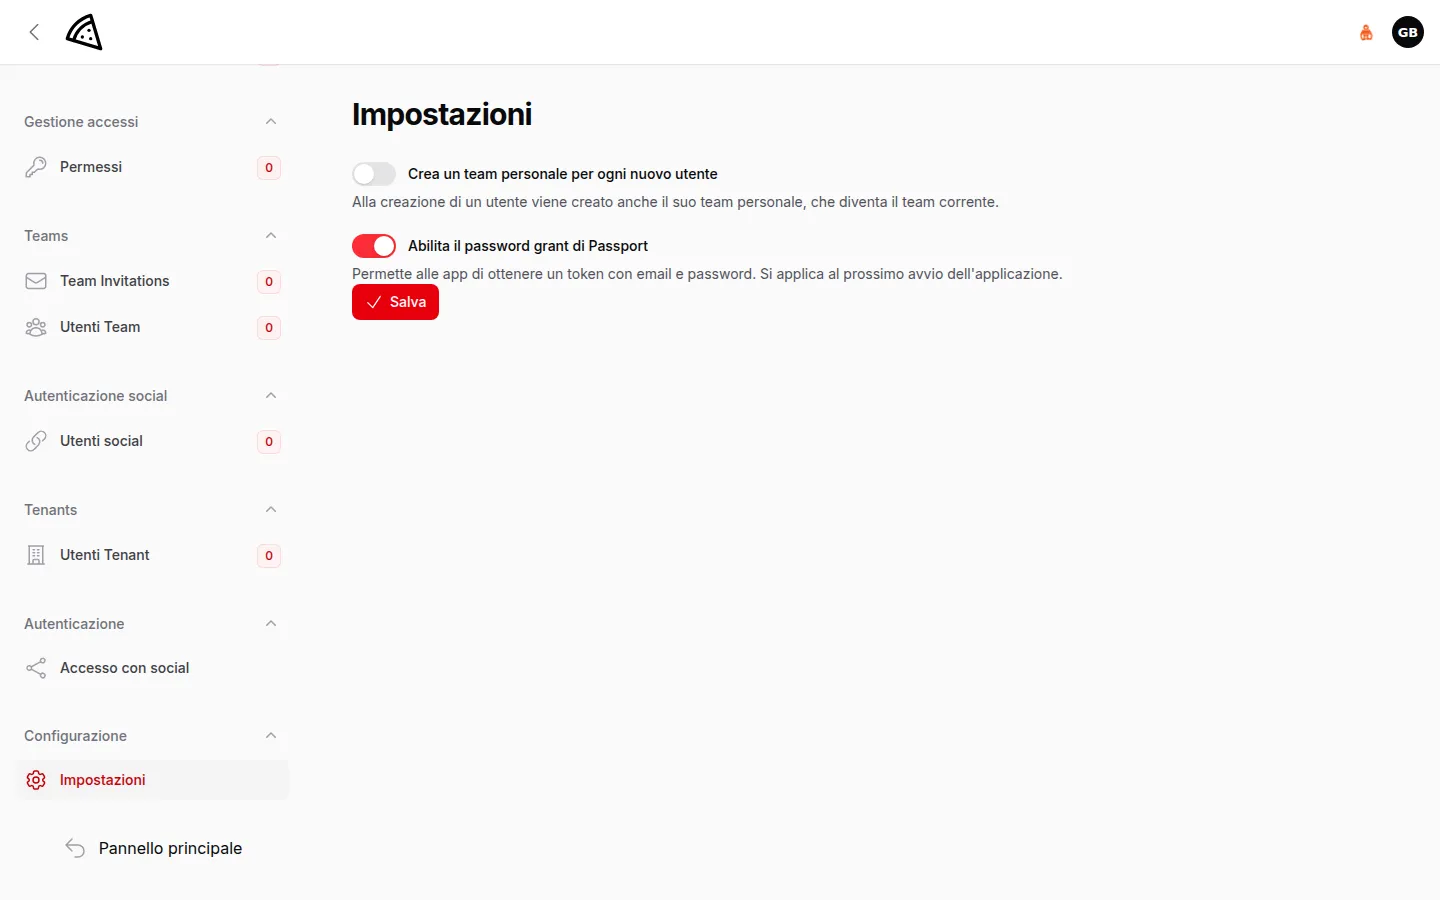 GB
Gestione accessi
Permessi
0
Teams
Team Invitations
0
Utenti Team
0
Autenticazione social
Utenti social
0
Tenants
Utenti Tenant
0
Autenticazione
Accesso con social
Configurazione
Impostazioni
Pannello principale
Impostazioni
Crea un team personale per ogni nuovo utente
Alla creazione di un utente viene creato anche il suo team personale, che diventa il team corrente.
Abilita il password grant di Passport
Permette alle app di ottenere un token con email e password. Si applica al prossimo avvio dell'applicazione.
Salva